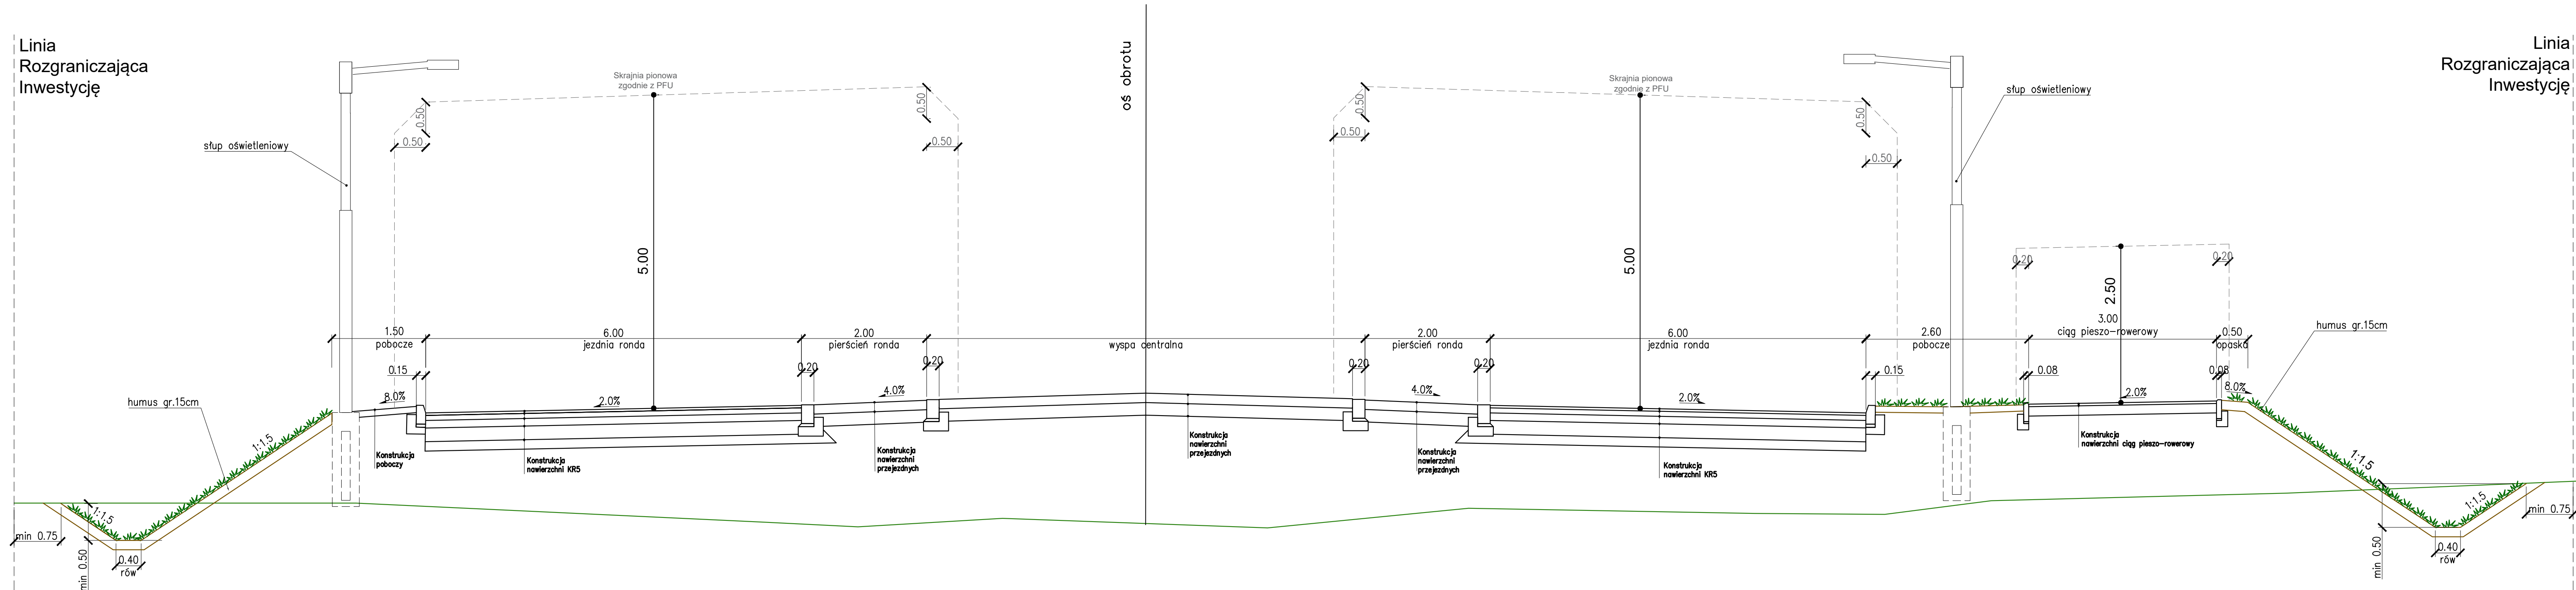 Linia
Rozgraniczająca
Inwestycję
oś obrotu
Linia
Rozgraniczająca
Inwestycję
Skrajnia pionowa
zgodnie z PFU
Skrajnia pionowa
zgodnie z PFU
słup oświetleniowy
słup oświetleniowy
0.50
0.50
0.50
0.50
0.50
0.50
0.50
0.50
5.00
5.00
0.20
0.20
2.50
1.50
pobocze
6.00
jezdnia ronda
2.00
pierścień ronda
wyspa centralna
2.00
pierścień ronda
6.00
jezdnia ronda
2.60
pobocze
3.00
ciąg pieszo-rowerowy
0.50
opaska
humus gr.15cm
0.15
0.20
0.20
0.20
0.20
0.15
0.08
0.08
humus gr.15cm
8.0%
2.0%
4.0%
4.0%
2.0%
2.0%
8.0%
1:1.5
Konstrukcja
poboczy
Konstrukcja
nawierzchni KR5
Konstrukcja
nawierzchni
przejezdnych
Konstrukcja
nawierzchni
przejezdnych
Konstrukcja
nawierzchni
przejezdnych
Konstrukcja
nawierzchni KR5
Konstrukcja
nawierzchni ciąg pieszo-rowerowy
1:1.5
1:1.5
1:1.5
min 0.75
min 0.50
0.40
rów
min 0.50
0.40
rów
min 0.75